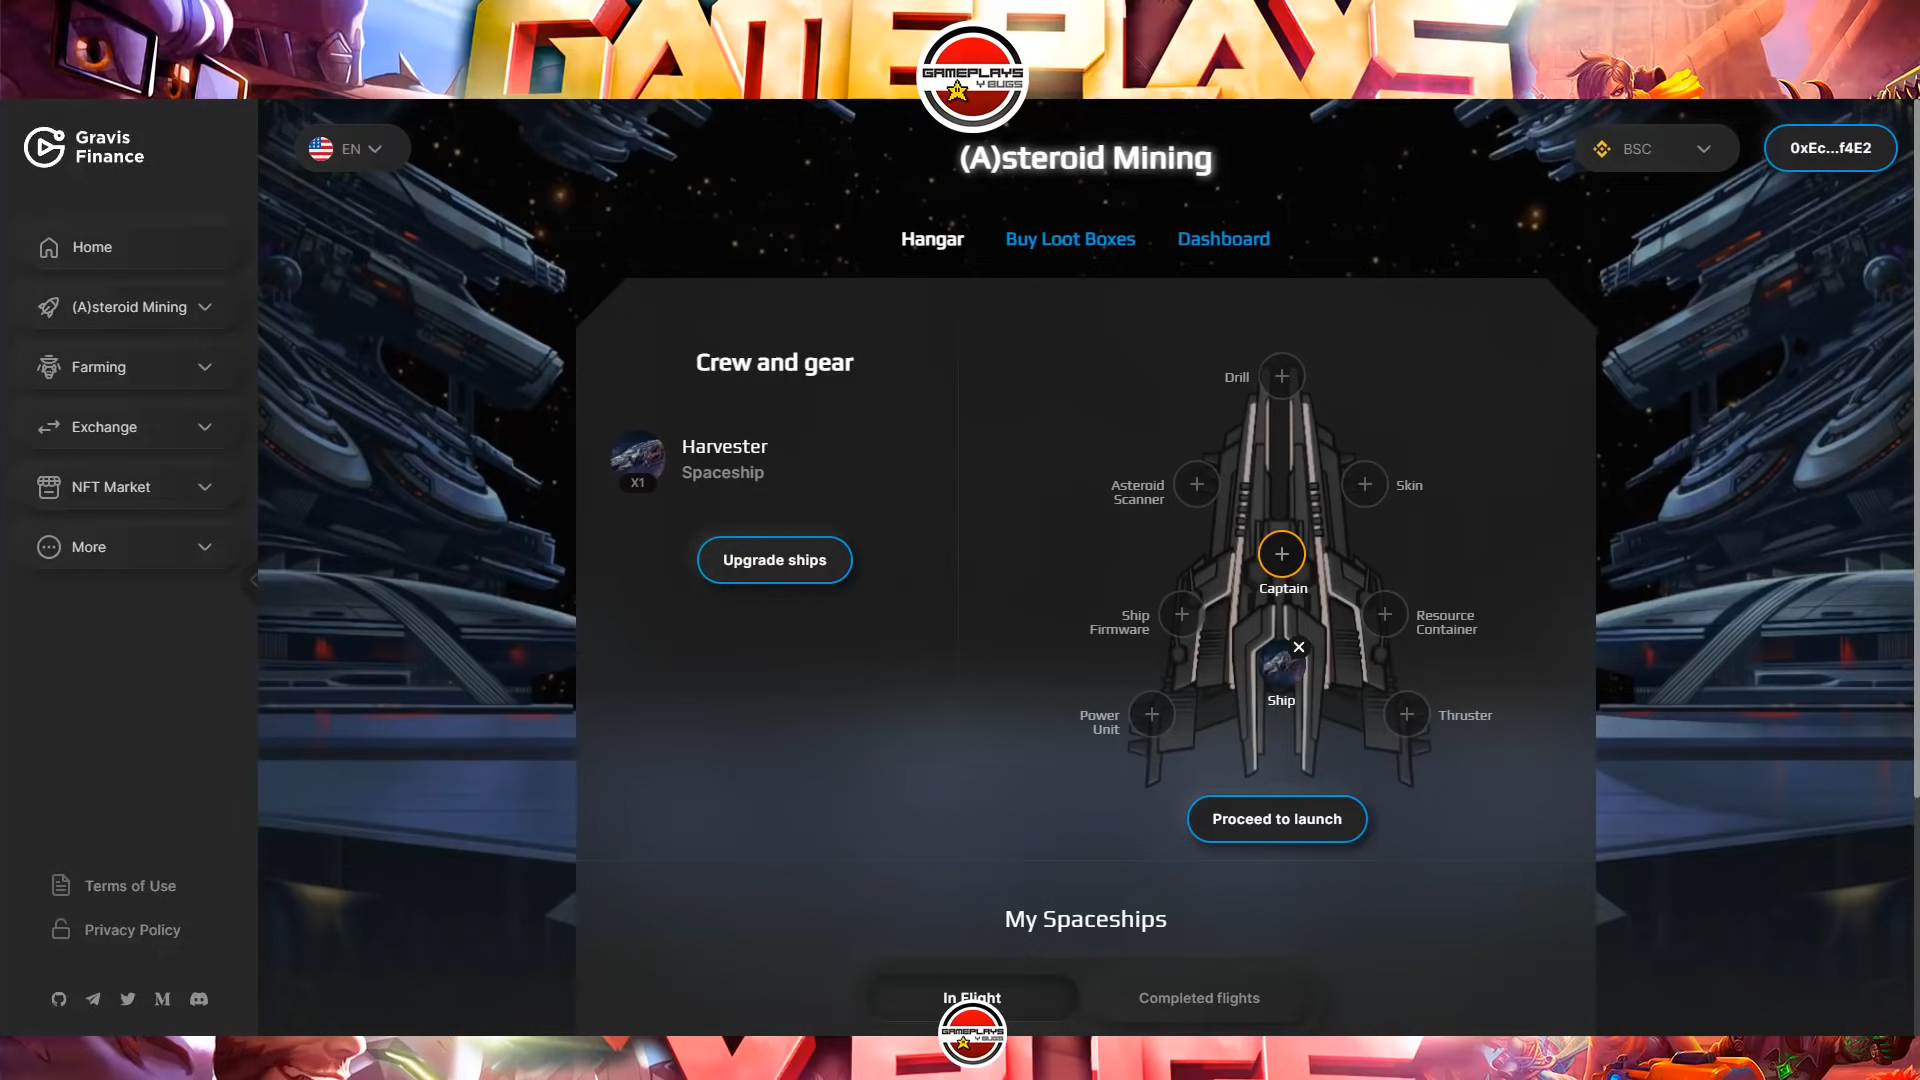 GAMEPLAYS
GAMEPLAYS
Y BUGS
Gravis
Finance
EN
(A)steroid Mining
BSC
0xEc...f4E2
Hangar
Buy Loot Boxes
Dashboard
Home
(A)steroid Mining
Farming
Exchange
NFT Market
More
Crew and gear
Harvester
Spaceship
X1
Upgrade ships
Drill
Asteroid
Scanner
Skin
Captain
Ship
Firmware
Resource
Container
Ship
Power
Unit
Thruster
Proceed to launch
My Spaceships
In Flight
Completed flights
Terms of Use
Privacy Policy
GAMEPLAYS
Y BUGS